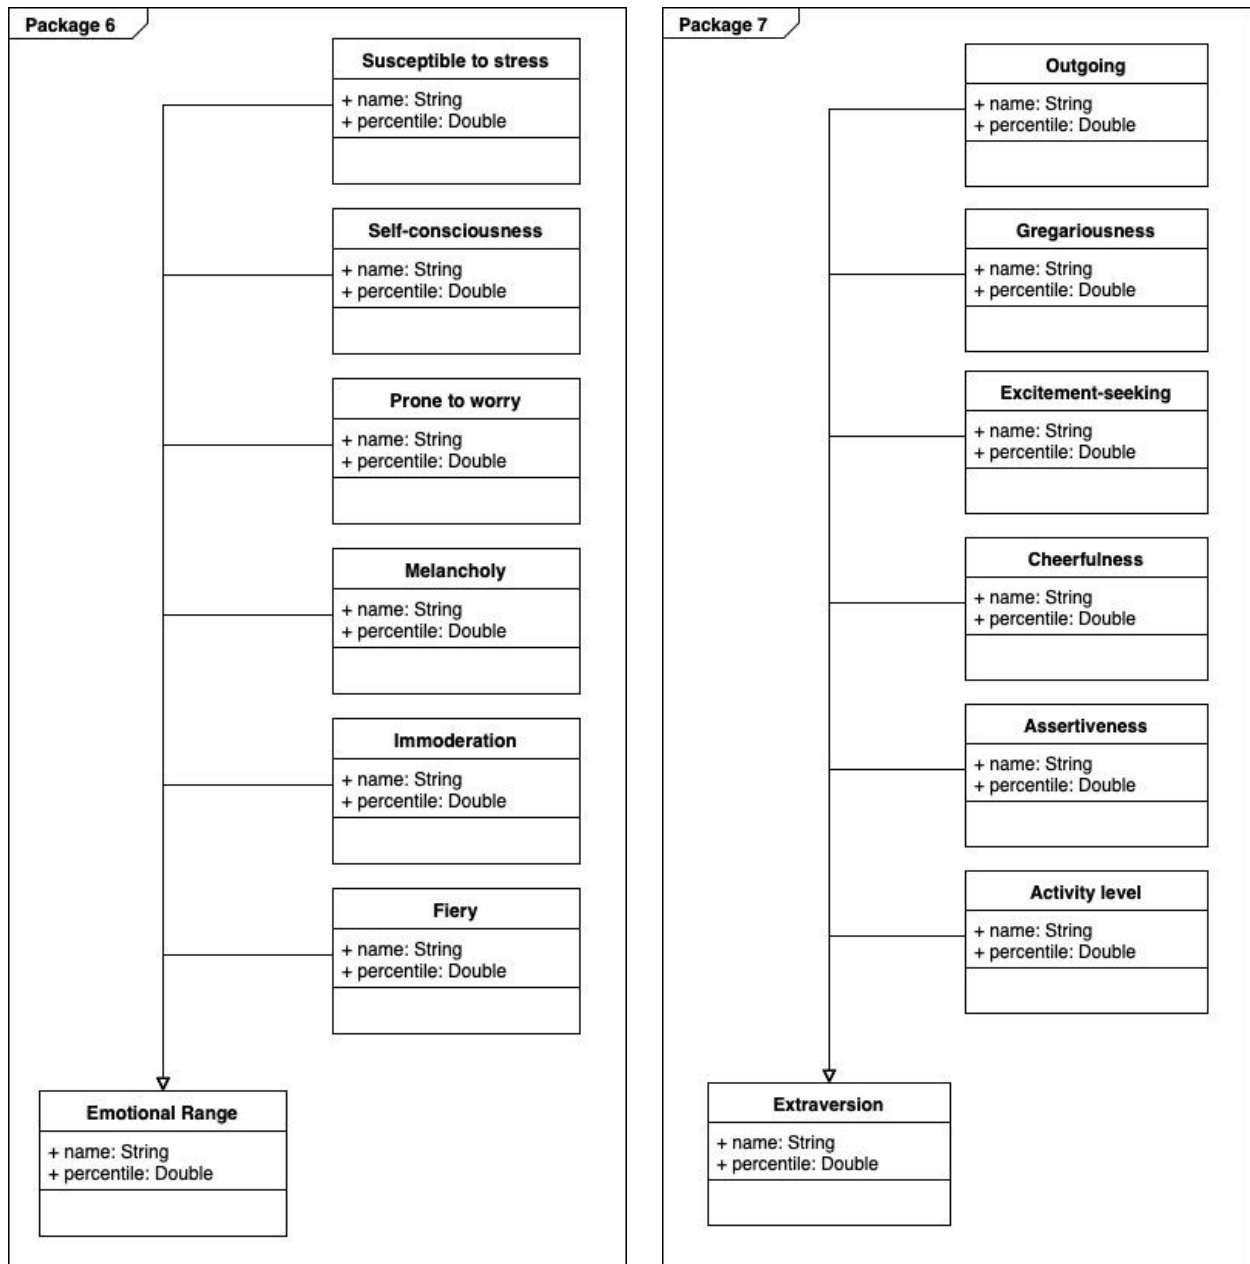 Package 6
Susceptible to stress
+ name: String
+ percentile: Double
Self-consciousness
+ name: String
+ percentile: Double
Prone to worry
+ name: String
+ percentile: Double
Melancholy
+ name: String
+ percentile: Double
Immoderation
+ name: String
+ percentile: Double
Fiery
+ name: String
+ percentile: Double
Emotional Range
+ name: String
+ percentile: Double
Package 7
Outgoing
+ name: String
+ percentile: Double
Gregariousness
+ name: String
+ percentile: Double
Excitement-seeking
+ name: String
+ percentile: Double
Cheerfulness
+ name: String
+ percentile: Double
Assertiveness
+ name: String
+ percentile: Double
Activity level
+ name: String
+ percentile: Double
Extraversion
+ name: String
+ percentile: Double